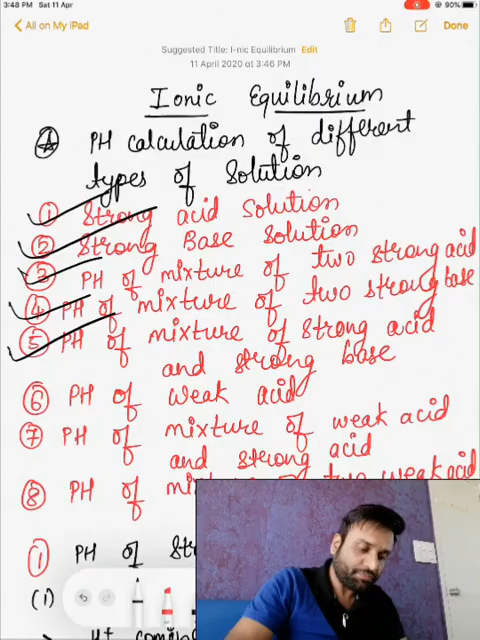 3:48 PM Sat 11 Apr
90%
All on My iPad
Done
Suggested Title: I-nic Equilibrium Edit
11 April 2020 at 3:46 PM
Ionic Equilibrium
PH calculation of different
types of Solution
① Strong acid Solution
② Strong Base Solution
③ PH of mixture of two strong acid
④ PH of mixture of two strong base
⑤ PH of mixture of Strong acid
and strong base
⑥ PH of weak acid
⑦ PH of mixture of weak acid
and strong acid
⑧ PH of two weak acid
① PH of
(1)
H+